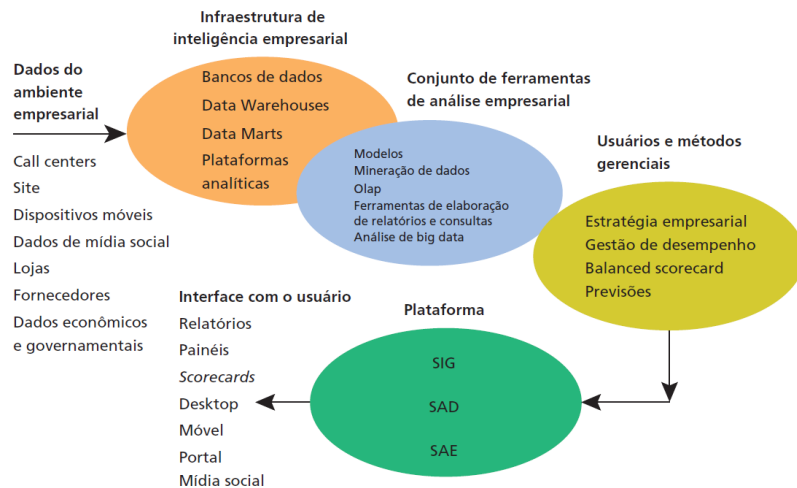 Infraestrutura de
inteligência empresarial
Dados do
ambiente
empresarial
Call centers
Site
Dispositivos móveis
Dados de mídia social
Lojas
Fornecedores
Dados econômicos
e governamentais
Bancos de dados
Data Warehouses
Data Marts
Plataformas
analíticas
Conjunto de ferramentas
de análise empresarial
Modelos
Mineração de dados
Olap
Ferramentas de elaboração
de relatórios e consultas
Análise de big data
Usuários e métodos
gerenciais
Estratégia empresarial
Gestão de desempenho
Balanced scorecard
Previsões
Plataforma
SIG
SAD
SAE
Interface com o usuário
Relatórios
Painéis
Scorecards
Desktop
Móvel
Portal
Mídia social